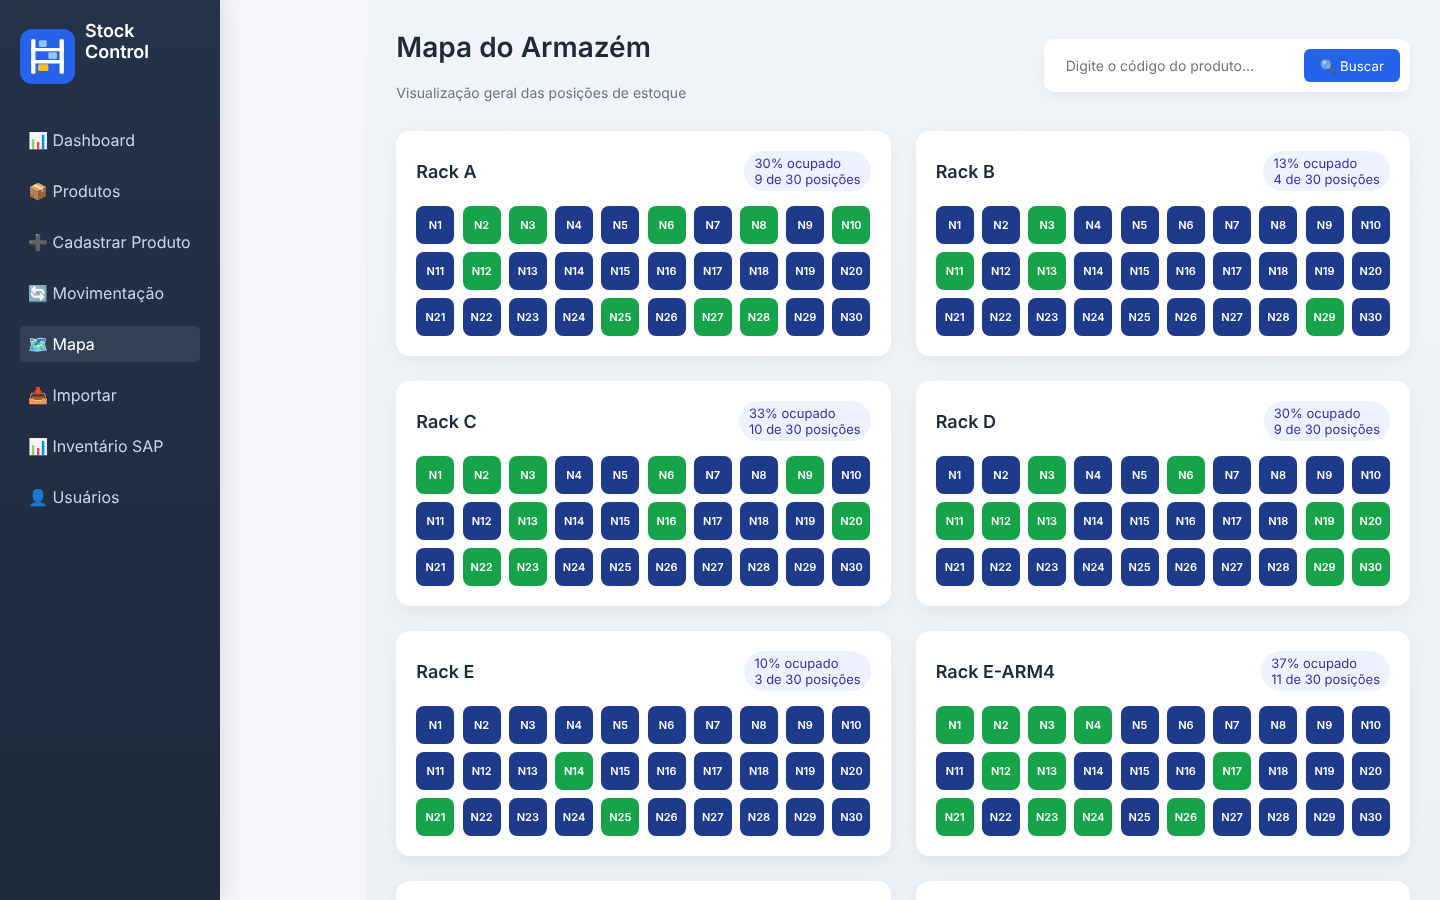 Stock
Control
Dashboard
Produtos
Cadastrar Produto
Movimentação
Mapa
Importar
Inventário SAP
Usuários
Mapa do Armazém
Visualização geral das posições de estoque
Digite o código do produto...
Buscar
Rack A
30% ocupado
9 de 30 posições
N1 N2 N3 N4 N5 N6 N7 N8 N9 N10
N11 N12 N13 N14 N15 N16 N17 N18 N19 N20
N21 N22 N23 N24 N25 N26 N27 N28 N29 N30
Rack B
13% ocupado
4 de 30 posições
N1 N2 N3 N4 N5 N6 N7 N8 N9 N10
N11 N12 N13 N14 N15 N16 N17 N18 N19 N20
N21 N22 N23 N24 N25 N26 N27 N28 N29 N30
Rack C
33% ocupado
10 de 30 posições
N1 N2 N3 N4 N5 N6 N7 N8 N9 N10
N11 N12 N13 N14 N15 N16 N17 N18 N19 N20
N21 N22 N23 N24 N25 N26 N27 N28 N29 N30
Rack D
30% ocupado
9 de 30 posições
N1 N2 N3 N4 N5 N6 N7 N8 N9 N10
N11 N12 N13 N14 N15 N16 N17 N18 N19 N20
N21 N22 N23 N24 N25 N26 N27 N28 N29 N30
Rack E
10% ocupado
3 de 30 posições
N1 N2 N3 N4 N5 N6 N7 N8 N9 N10
N11 N12 N13 N14 N15 N16 N17 N18 N19 N20
N21 N22 N23 N24 N25 N26 N27 N28 N29 N30
Rack E-ARM4
37% ocupado
11 de 30 posições
N1 N2 N3 N4 N5 N6 N7 N8 N9 N10
N11 N12 N13 N14 N15 N16 N17 N18 N19 N20
N21 N22 N23 N24 N25 N26 N27 N28 N29 N30